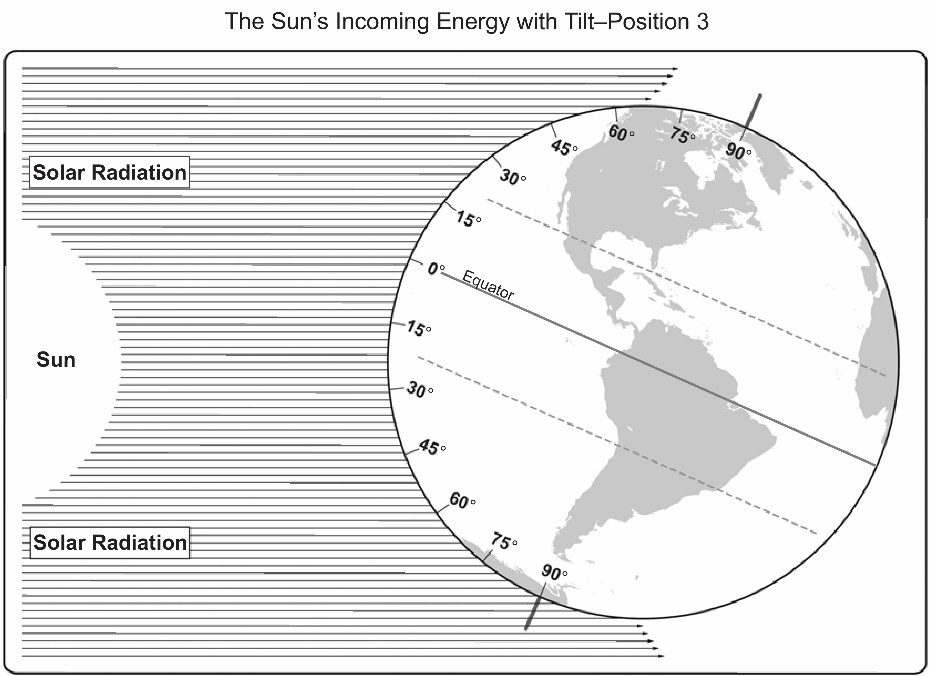 The Sun’s Incoming Energy with Tilt–Position 3
Solar Radiation
60°
75°
90°
45°
30°
15°
0°
Equator
15°
Sun
30°
45°
60°
Solar Radiation
75°
90°